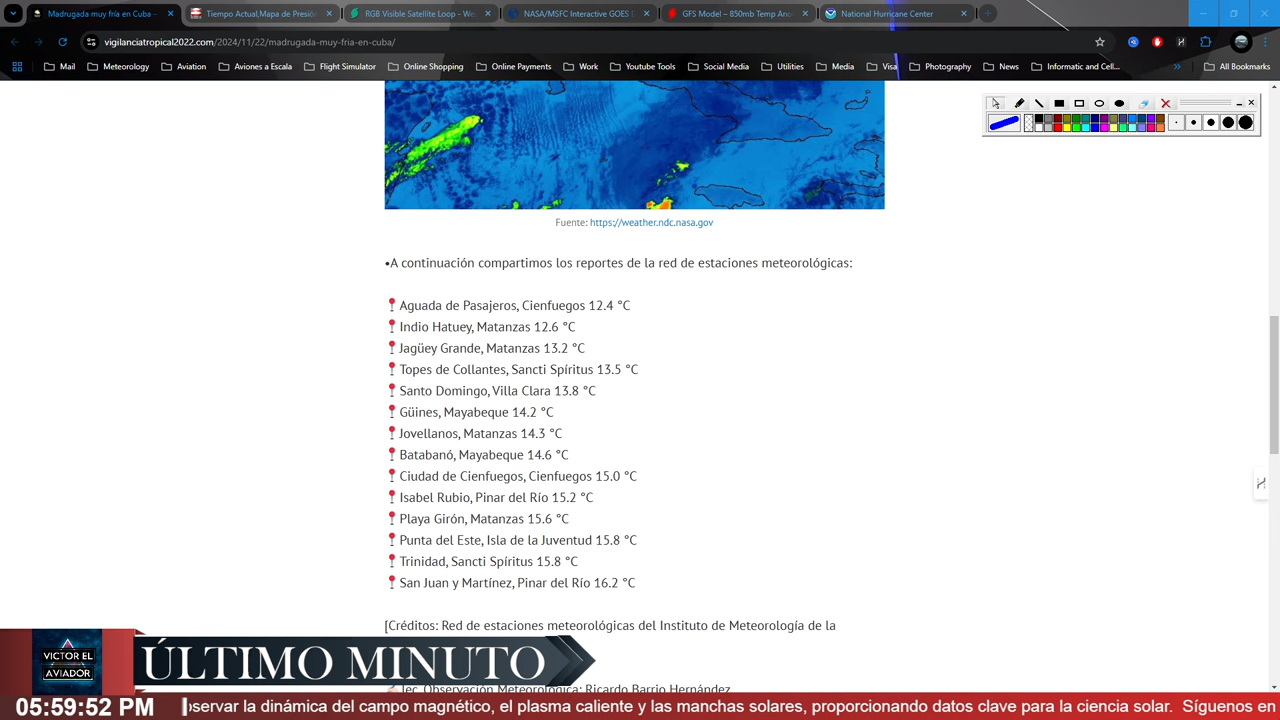 Madrugada muy fría en Cuba -
Tiempo Actual,Mapa de Presió
RGB Visible Satellite Loop - We
NASA/MSFC Interactive GOES
GFS Model – 850mb Temp Ano
National Hurricane Center
vigilanciatropical2022.com/2024/11/22/madrugada-muy-fria-en-cuba/
Mail
Meteorology
Aviation
Aviones a Escala
Flight Simulator
Online Shopping
Online Payments
Work
Youtube Tools
Social Media
Utilities
Media
Visa
Photography
News
Informatic and Cell...
All Bookmarks
Fuente: https://weather.ndc.nasa.gov
•A continuación compartimos los reportes de la red de estaciones meteorológicas:
Aguada de Pasajeros, Cienfuegos 12.4 °C
Indio Hatuey, Matanzas 12.6 °C
Jagüey Grande, Matanzas 13.2 °C
Topes de Collantes, Sancti Spíritus 13.5 °C
Santo Domingo, Villa Clara 13.8 °C
Güines, Mayabeque 14.2 °C
Jovellanos, Matanzas 14.3 °C
Batabanó, Mayabeque 14.6 °C
Ciudad de Cienfuegos, Cienfuegos 15.0 °C
Isabel Rubio, Pinar del Río 15.2 °C
Playa Girón, Matanzas 15.6 °C
Punta del Este, Isla de la Juventud 15.8 °C
Trinidad, Sancti Spíritus 15.8 °C
San Juan y Martínez, Pinar del Río 16.2 °C
[Créditos: Red de estaciones meteorológicas del Instituto de Meteorología de la
VICTOR EL
AVIADOR
ÚLTIMO MINUTO
Tec. Observación Meteorológica: Ricardo Barrio Hernández
05:59:52 PM
bservar la dinámica del campo magnético, el plasma caliente y las manchas solares, proporcionando datos clave para la ciencia solar. Síguenos en